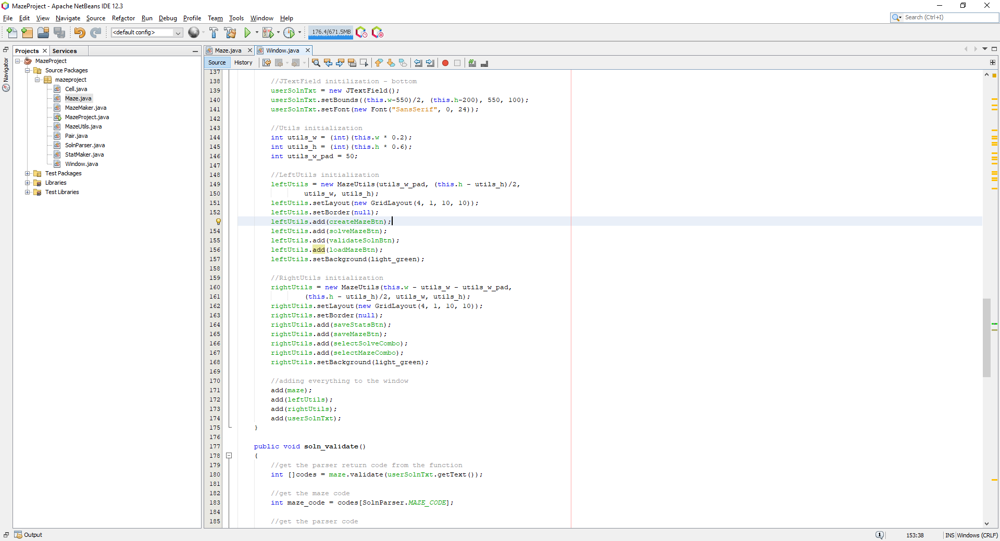 MazeProject - Apache NetBeans IDE 12.3
File Edit View Navigate Source Refactor Run Debug Profile Team Tools Window Help
Search (Ctrl+I)
<default config>
176.4/671.5MB
Projects Services
Navigator
MazeProject
Source Packages
mazeproject
Cell.java
Maze.java
MazeMaker.java
MazeProject.java
MazeUtils.java
Pair.java
SolnParser.java
StatMaker.java
Window.java
Test Packages
Libraries
Test Libraries
Maze.java Window.java
Source History
137
138 //JTextField initilization - bottom
139 userSolnTxt = new JTextField();
140 userSolnTxt.setBounds((this.w-550)/2, (this.h-200), 550, 100);
141 userSolnTxt.setFont(new Font("SansSerif", 0, 24));
142
143 //Utils initialization
144 int utils_w = (int)(this.w * 0.2);
145 int utils_h = (int)(this.h * 0.6);
146 int utils_w_pad = 50;
147
148 //LeftUtils initialization
149 leftUtils = new MazeUtils(utils_w_pad, (this.h - utils_h)/2,
150 utils_w, utils_h);
151 leftUtils.setLayout(new GridLayout(4, 1, 10, 10));
152 leftUtils.setBorder(null);
leftUtils.add(createMazeBtn);
154 leftUtils.add(solveMazeBtn);
155 leftUtils.add(validateSolnBtn);
156 leftUtils.add(loadMazeBtn);
157 leftUtils.setBackground(light_green);
158
159 //RightUtils initialization
160 rightUtils = new MazeUtils(this.w - utils_w - utils_w_pad,
161 (this.h - utils_h)/2, utils_w, utils_h);
162 rightUtils.setLayout(new GridLayout(4, 1, 10, 10));
163 rightUtils.setBorder(null);
164 rightUtils.add(saveStatsBtn);
165 rightUtils.add(saveMazeBtn);
166 rightUtils.add(selectSolveCombo);
167 rightUtils.add(selectMazeCombo);
168 rightUtils.setBackground(light_green);
169
170 //adding everything to the window
171 add(maze);
172 add(leftUtils);
173 add(rightUtils);
174 add(userSolnTxt);
175 }
176
177 public void soln_validate()
178 {
179 //get the parser return code from the function
180 int []codes = maze.validate(userSolnTxt.getText());
181
182 //get the maze code
183 int maze_code = codes[SolnParser.MAZE_CODE];
184
185 //get the parser code
Output
1
153:38 INS Windows (CRLF)